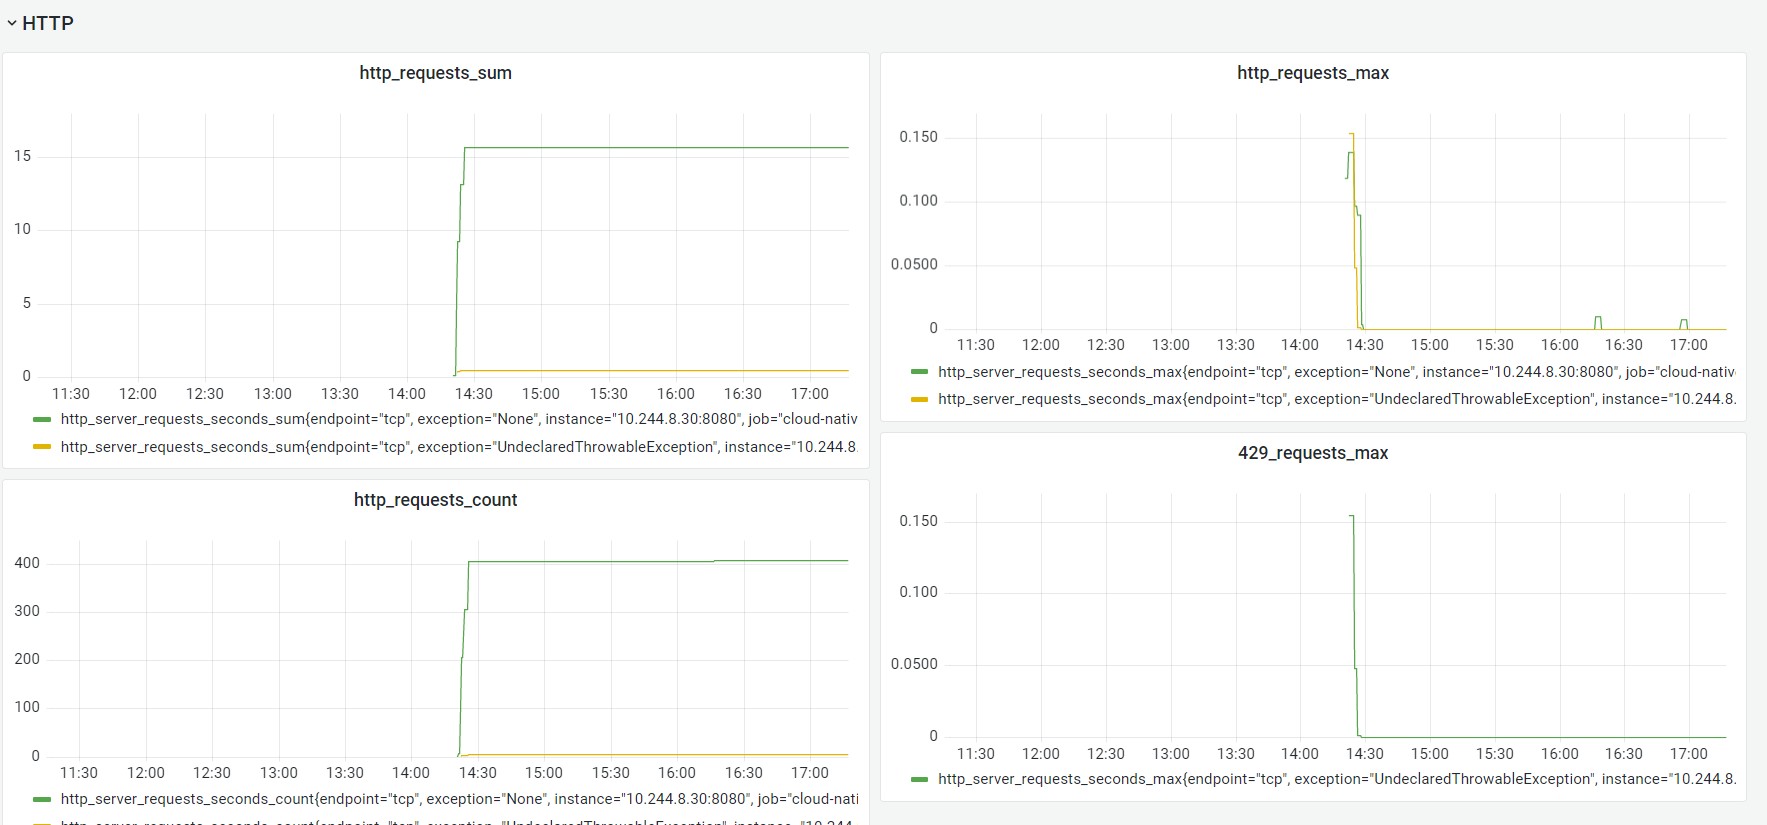 HTTP
http_requests_sum
15
10
5
0
11:30 12:00 12:30 13:00 13:30 14:00 14:30 15:00 15:30 16:00 16:30 17:00
http_server_requests_seconds_sum{endpoint="tcp", exception="None", instance="10.244.8.30:8080", job="cloud-nativ
http_server_requests_seconds_sum{endpoint="tcp", exception="UndeclaredThrowableException", instance="10.244.8.
http_requests_count
400
300
200
100
0
11:30 12:00 12:30 13:00 13:30 14:00 14:30 15:00 15:30 16:00 16:30 17:00
http_server_requests_seconds_count{endpoint="tcp", exception="None", instance="10.244.8.30:8080", job="cloud-nati
http_server_requests_seconds_count{endpoint="tcp", exception="UndeclaredThrowableException", instance="10.244
http_requests_max
0.150
0.100
0.0500
0
11:30 12:00 12:30 13:00 13:30 14:00 14:30 15:00 15:30 16:00 16:30 17:00
http_server_requests_seconds_max{endpoint="tcp", exception="None", instance="10.244.8.30:8080", job="cloud-nativ
http_server_requests_seconds_max{endpoint="tcp", exception="UndeclaredThrowableException", instance="10.244.8.
429_requests_max
0.150
0.100
0.0500
0
11:30 12:00 12:30 13:00 13:30 14:00 14:30 15:00 15:30 16:00 16:30 17:00
http_server_requests_seconds_max{endpoint="tcp", exception="UndeclaredThrowableException", instance="10.244.8.